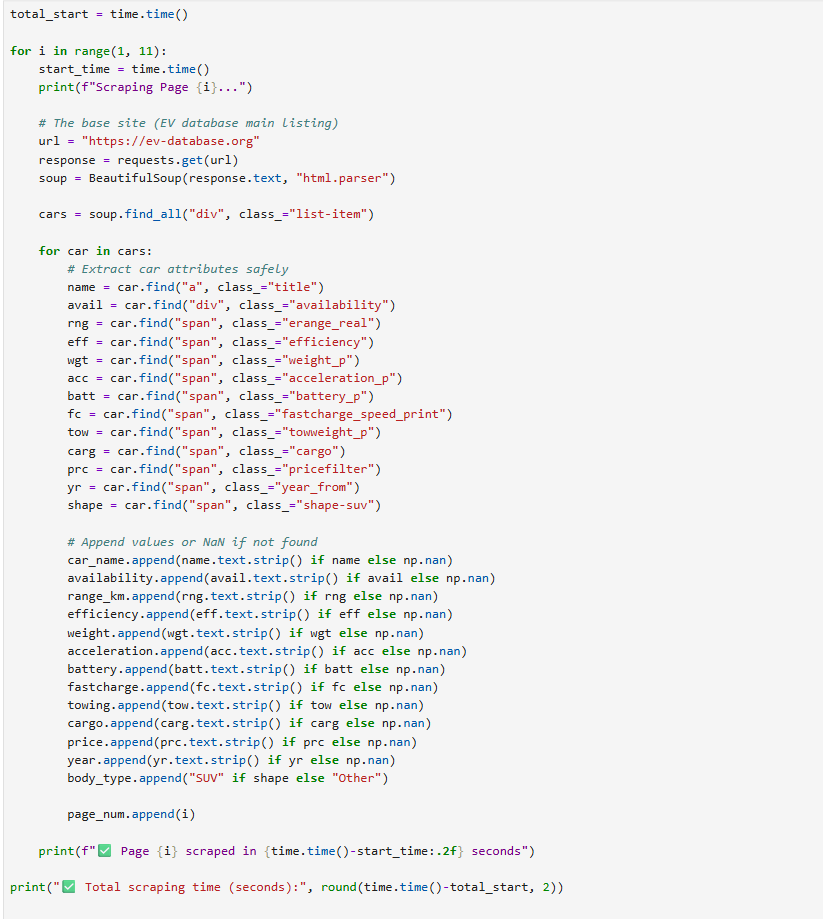 total_start = time.time()

for i in range(1, 11):
    start_time = time.time()
    print(f"Scraping Page {i}...")

    # The base site (EV database main listing)
    url = "https://ev-database.org"
    response = requests.get(url)
    soup = BeautifulSoup(response.text, "html.parser")

    cars = soup.find_all("div", class_="list-item")

    for car in cars:
        # Extract car attributes safely
        name = car.find("a", class_="title")
        avail = car.find("div", class_="availability")
        rng = car.find("span", class_="erange_real")
        eff = car.find("span", class_="efficiency")
        wgt = car.find("span", class_="weight_p")
        acc = car.find("span", class_="acceleration_p")
        batt = car.find("span", class_="battery_p")
        fc = car.find("span", class_="fastcharge_speed_print")
        tow = car.find("span", class_="towweight_p")
        carg = car.find("span", class_="cargo")
        prc = car.find("span", class_="pricefilter")
        yr = car.find("span", class_="year_from")
        shape = car.find("span", class_="shape-suv")

        # Append values or NaN if not found
        car_name.append(name.text.strip() if name else np.nan)
        availability.append(avail.text.strip() if avail else np.nan)
        range_km.append(rng.text.strip() if rng else np.nan)
        efficiency.append(eff.text.strip() if eff else np.nan)
        weight.append(wgt.text.strip() if wgt else np.nan)
        acceleration.append(acc.text.strip() if acc else np.nan)
        battery.append(batt.text.strip() if batt else np.nan)
        fastcharge.append(fc.text.strip() if fc else np.nan)
        towing.append(tow.text.strip() if tow else np.nan)
        cargo.append(carg.text.strip() if carg else np.nan)
        price.append(prc.text.strip() if prc else np.nan)
        year.append(yr.text.strip() if yr else np.nan)
        body_type.append("SUV" if shape else "Other")

        page_num.append(i)

    print(f"✅ Page {i} scraped in {time.time()-start_time:.2f} seconds")

print("✅ Total scraping time (seconds):", round(time.time()-total_start, 2))